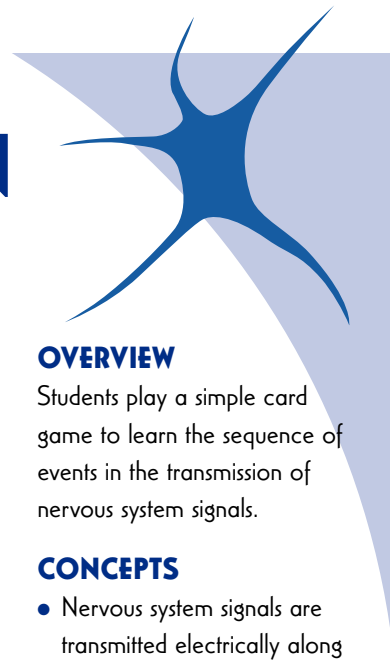 OVERVIEW
Students play a simple card
game to learn the sequence of
events in the transmission of
nervous system signals.
CONCEPTS
• Nervous system signals are
transmitted electrically along